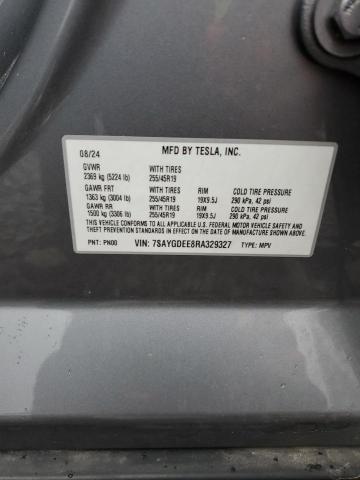 08/24 MFD BY TESLA, INC.
GVWR WITH TIRES
2369 kg (5224 lb) 255/45R19
GAWR FRT WITH TIRES RIM COLD TIRE PRESSURE
1363 kg (3004 lb) 255/45R19 19X9.5J 290 kPa, 42 psi
GAWR RR WITH TIRES RIM COLD TIRE PRESSURE
1500 kg (3306 lb) 255/45R19 19X9.5J 290 kPa, 42 psi
THIS VEHICLE CONFORMS TO ALL APPLICABLE U.S. FEDERAL MOTOR VEHICLE
SAFETY AND THEFT PREVENTION STANDARDS IN EFFECT ON THE DATE OF
MANUFACTURE SHOWN ABOVE.
PNT: PN00 VIN: 7SAYGDEE8RA329327 TYPE: MPV